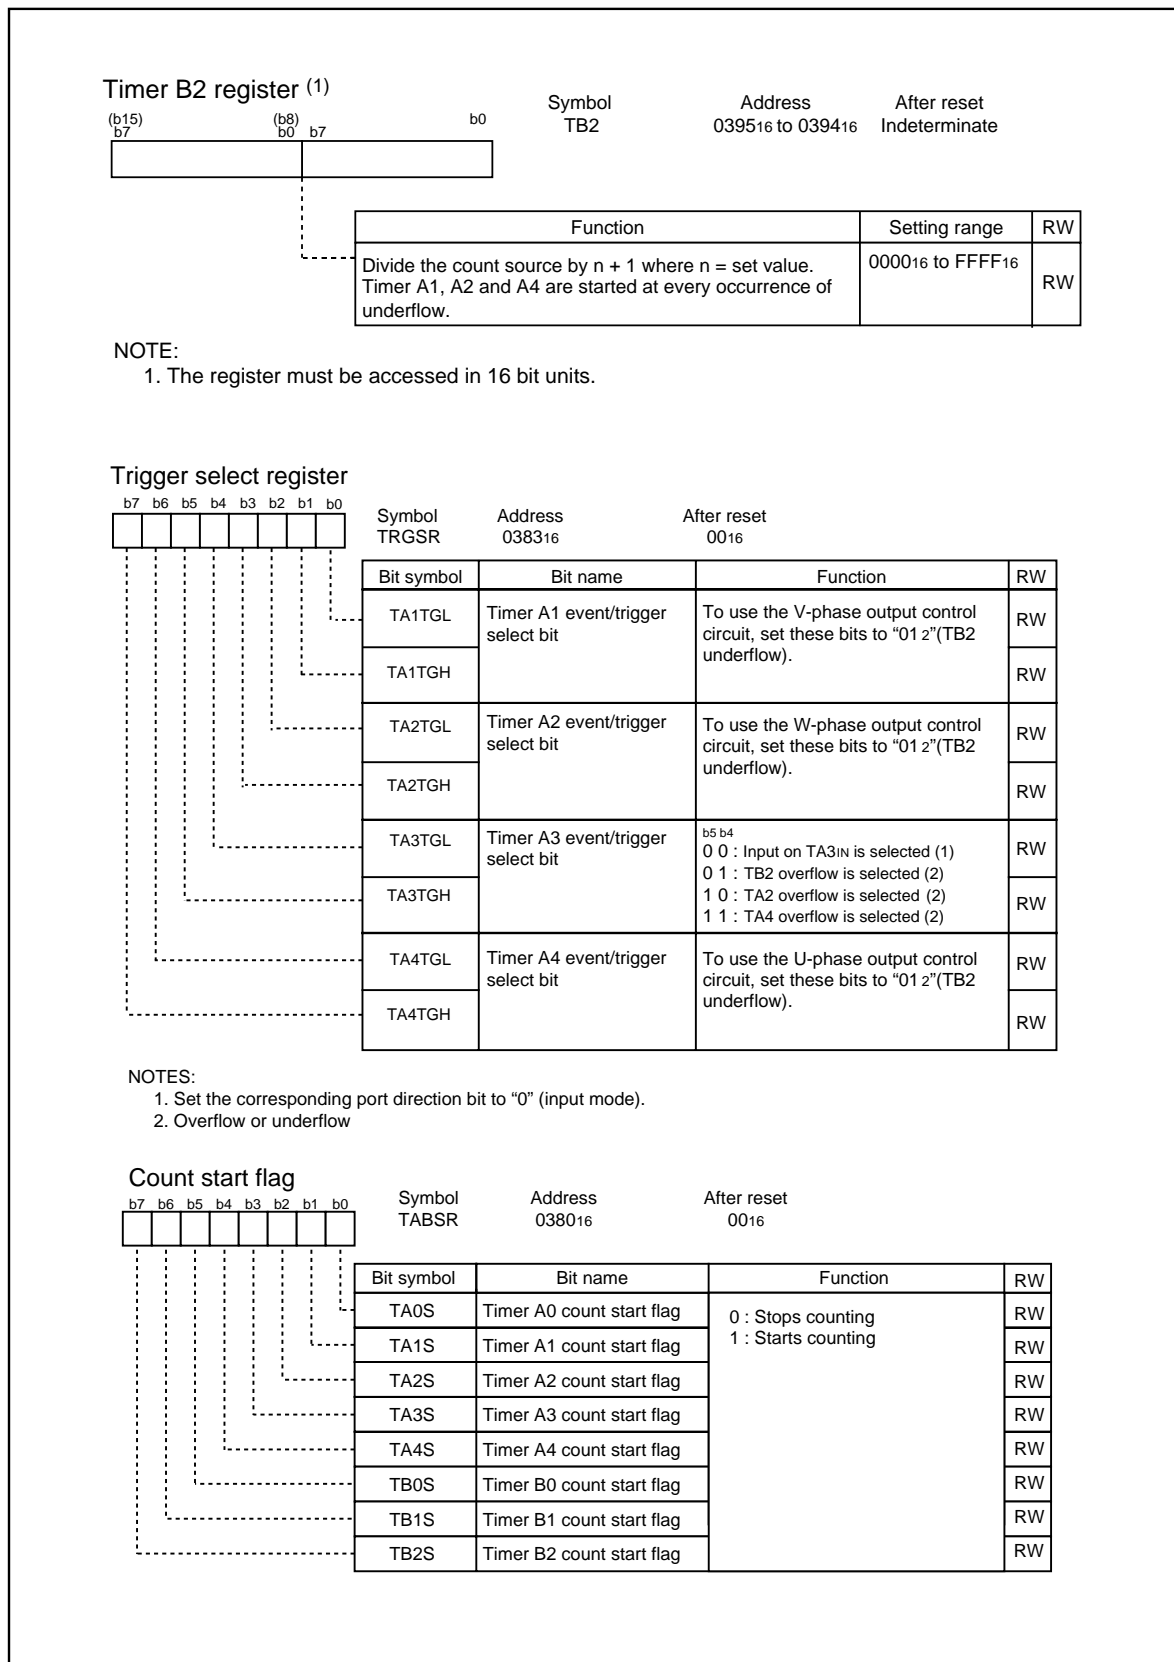 Timer B2 register (1)
(b15) (b8)
b7 b0 b7 b0
Symbol Address After reset
TB2 039516 to 039416 Indeterminate
Function Setting range RW
Divide the count source by n + 1 where n = set value. 000016 to FFFF16
Timer A1, A2 and A4 are started at every occurrence of RW
underflow.
NOTE:
1. The register must be accessed in 16 bit units.
Trigger select register
b7 b6 b5 b4 b3 b2 b1 b0
Symbol Address After reset
TRGSR 038316 0016
Bit symbol Bit name Function RW
TA1TGL Timer A1 event/trigger To use the V-phase output control RW
select bit circuit, set these bits to “01 2”(TB2
underflow).
TA1TGH RW
TA2TGL Timer A2 event/trigger To use the W-phase output control RW
select bit circuit, set these bits to “01 2”(TB2
underflow).
TA2TGH RW
TA3TGL Timer A3 event/trigger b5 b4 RW
select bit 0 0 : Input on TA3IN is selected (1)
0 1 : TB2 overflow is selected (2)
TA3TGH 1 0 : TA2 overflow is selected (2) RW
1 1 : TA4 overflow is selected (2)
TA4TGL Timer A4 event/trigger To use the U-phase output control RW
select bit circuit, set these bits to “01 2”(TB2
underflow).
TA4TGH RW
NOTES:
1. Set the corresponding port direction bit to “0” (input mode).
2. Overflow or underflow
Count start flag
b7 b6 b5 b4 b3 b2 b1 b0
Symbol Address After reset
TABSR 038016 0016
Bit symbol Bit name Function RW
TA0S Timer A0 count start flag 0 : Stops counting RW
TA1S Timer A1 count start flag 1 : Starts counting RW
TA2S Timer A2 count start flag RW
TA3S Timer A3 count start flag RW
TA4S Timer A4 count start flag RW
TB0S Timer B0 count start flag RW
TB1S Timer B1 count start flag RW
TB2S Timer B2 count start flag RW